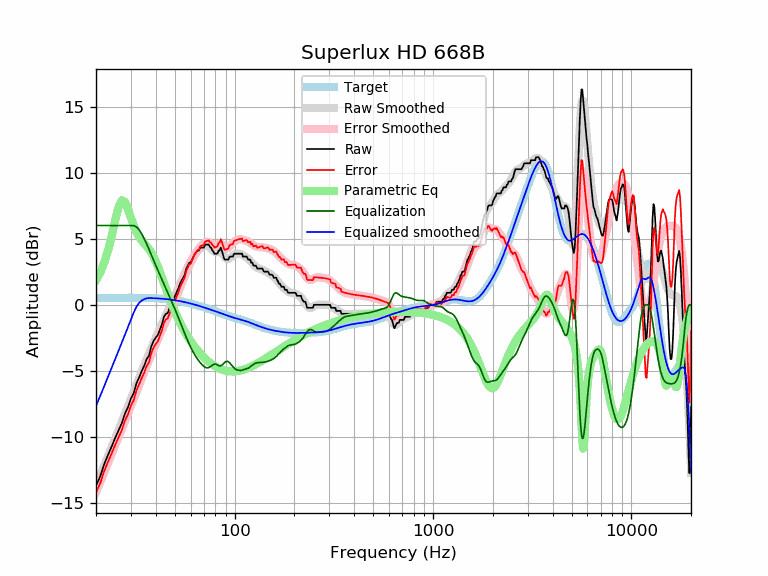 Superlux HD 668B
Target
Raw Smoothed
Error Smoothed
Raw
Error
Parametric Eq
Equalization
Equalized smoothed
Amplitude (dBr)
15
10
5
0
−5
−10
−15
100
1000
10000
Frequency (Hz)